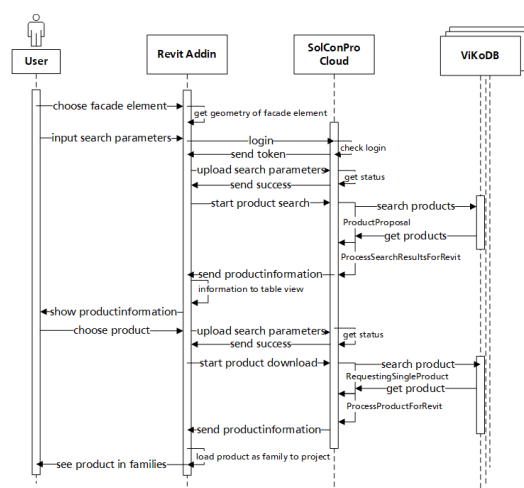 User
Revit Addin
SolConPro
Cloud
ViKoDB
choose facade element
get geometry of facade element
input search parameters
login
check login
send token
upload search parameters
get status
send success
start product search
search products
ProductProposal
get products
ProcessSearchResultsForRevit
send productinformation
information to table view
show productinformation
choose product
upload search parameters
get status
send success
start product download
search product
RequestingSingleProduct
get product
ProcessProductForRevit
send productinformation
load product as family to project
see product in families